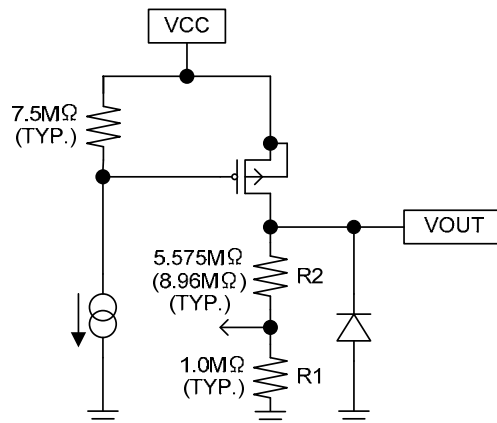 VCC
7.5MΩ
(TYP.)
VOUT
5.575MΩ
(8.96MΩ)
(TYP.)
R2
1.0MΩ
(TYP.)
R1